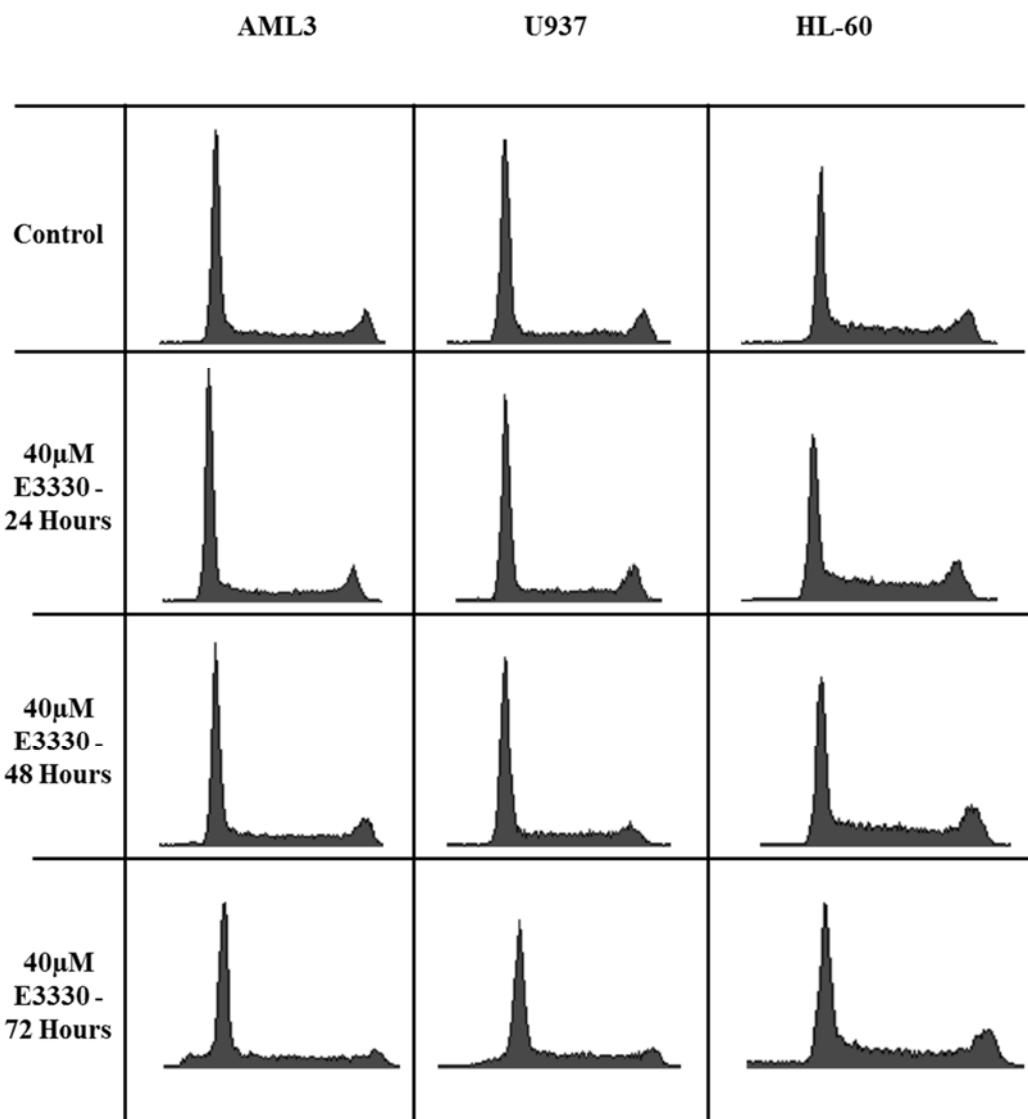 AML3 U937 HL-60
Control
40μM
E3330 -
24 Hours
40μM
E3330 -
48 Hours
40μM
E3330 -
72 Hours